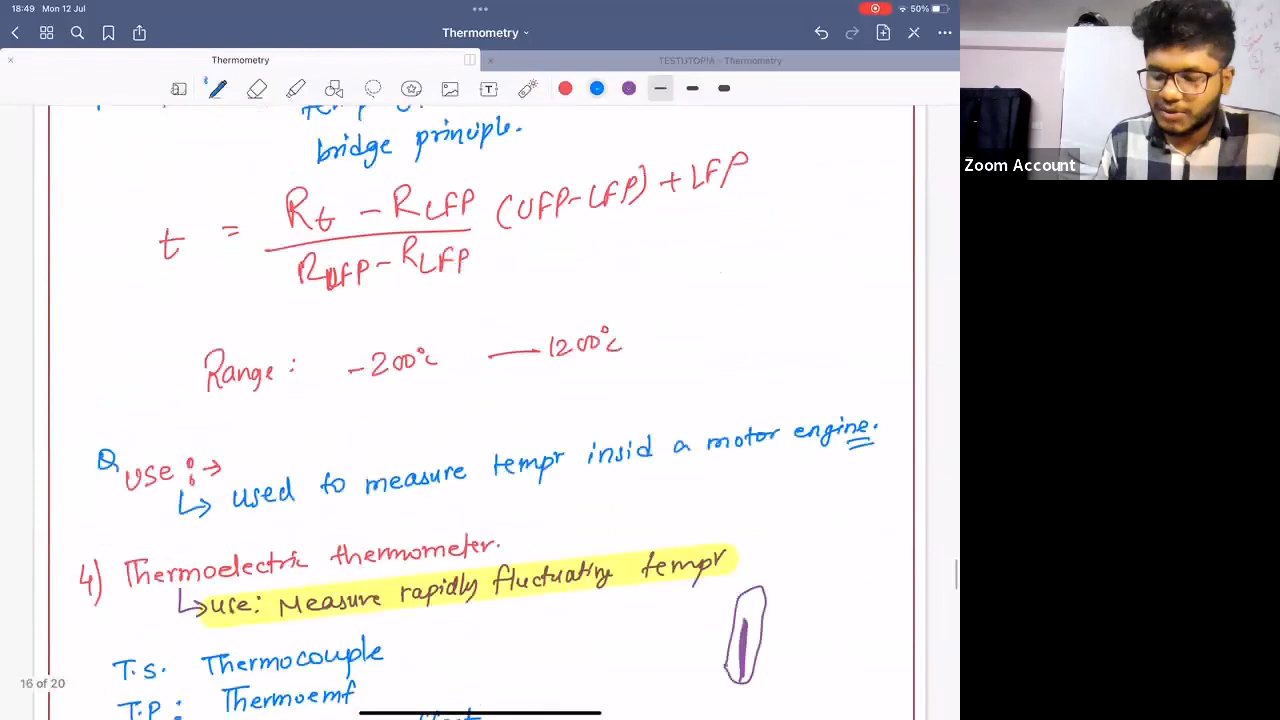 18:49 Mon 12 Jul
50%
Thermometry
Thermometry
TESTUTOPIA - Thermometry
bridge principle.
t = Rt - RLFP / RUFP - RLFP (UFP-LFP) + LFP
Range : -200°c — 1200°c
Q Use :→
↳ used to measure tempr insid a motor engine.
4) Thermoelectric thermometer.
↳ use: Measure rapidly fluctuating tempr
T.S. Thermocouple
T.P : Thermoemf
16 of 20
Zoom Account